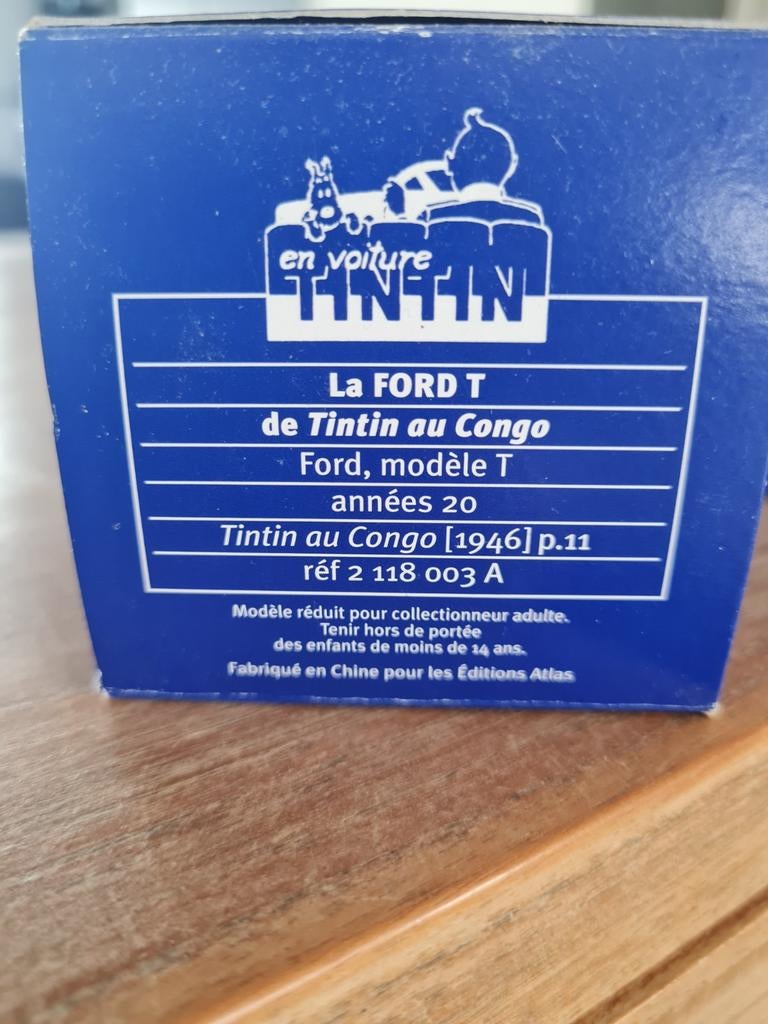 en voiture
TINTIN
La FORD T
de Tintin au Congo
Ford, modèle T
années 20
Tintin au Congo [1946] p.11
réf 2 118 003 A
Modèle réduit pour collectionneur adulte.
Tenir hors de portée
des enfants de moins de 14 ans.
Fabriqué en Chine pour les Éditions Atlas